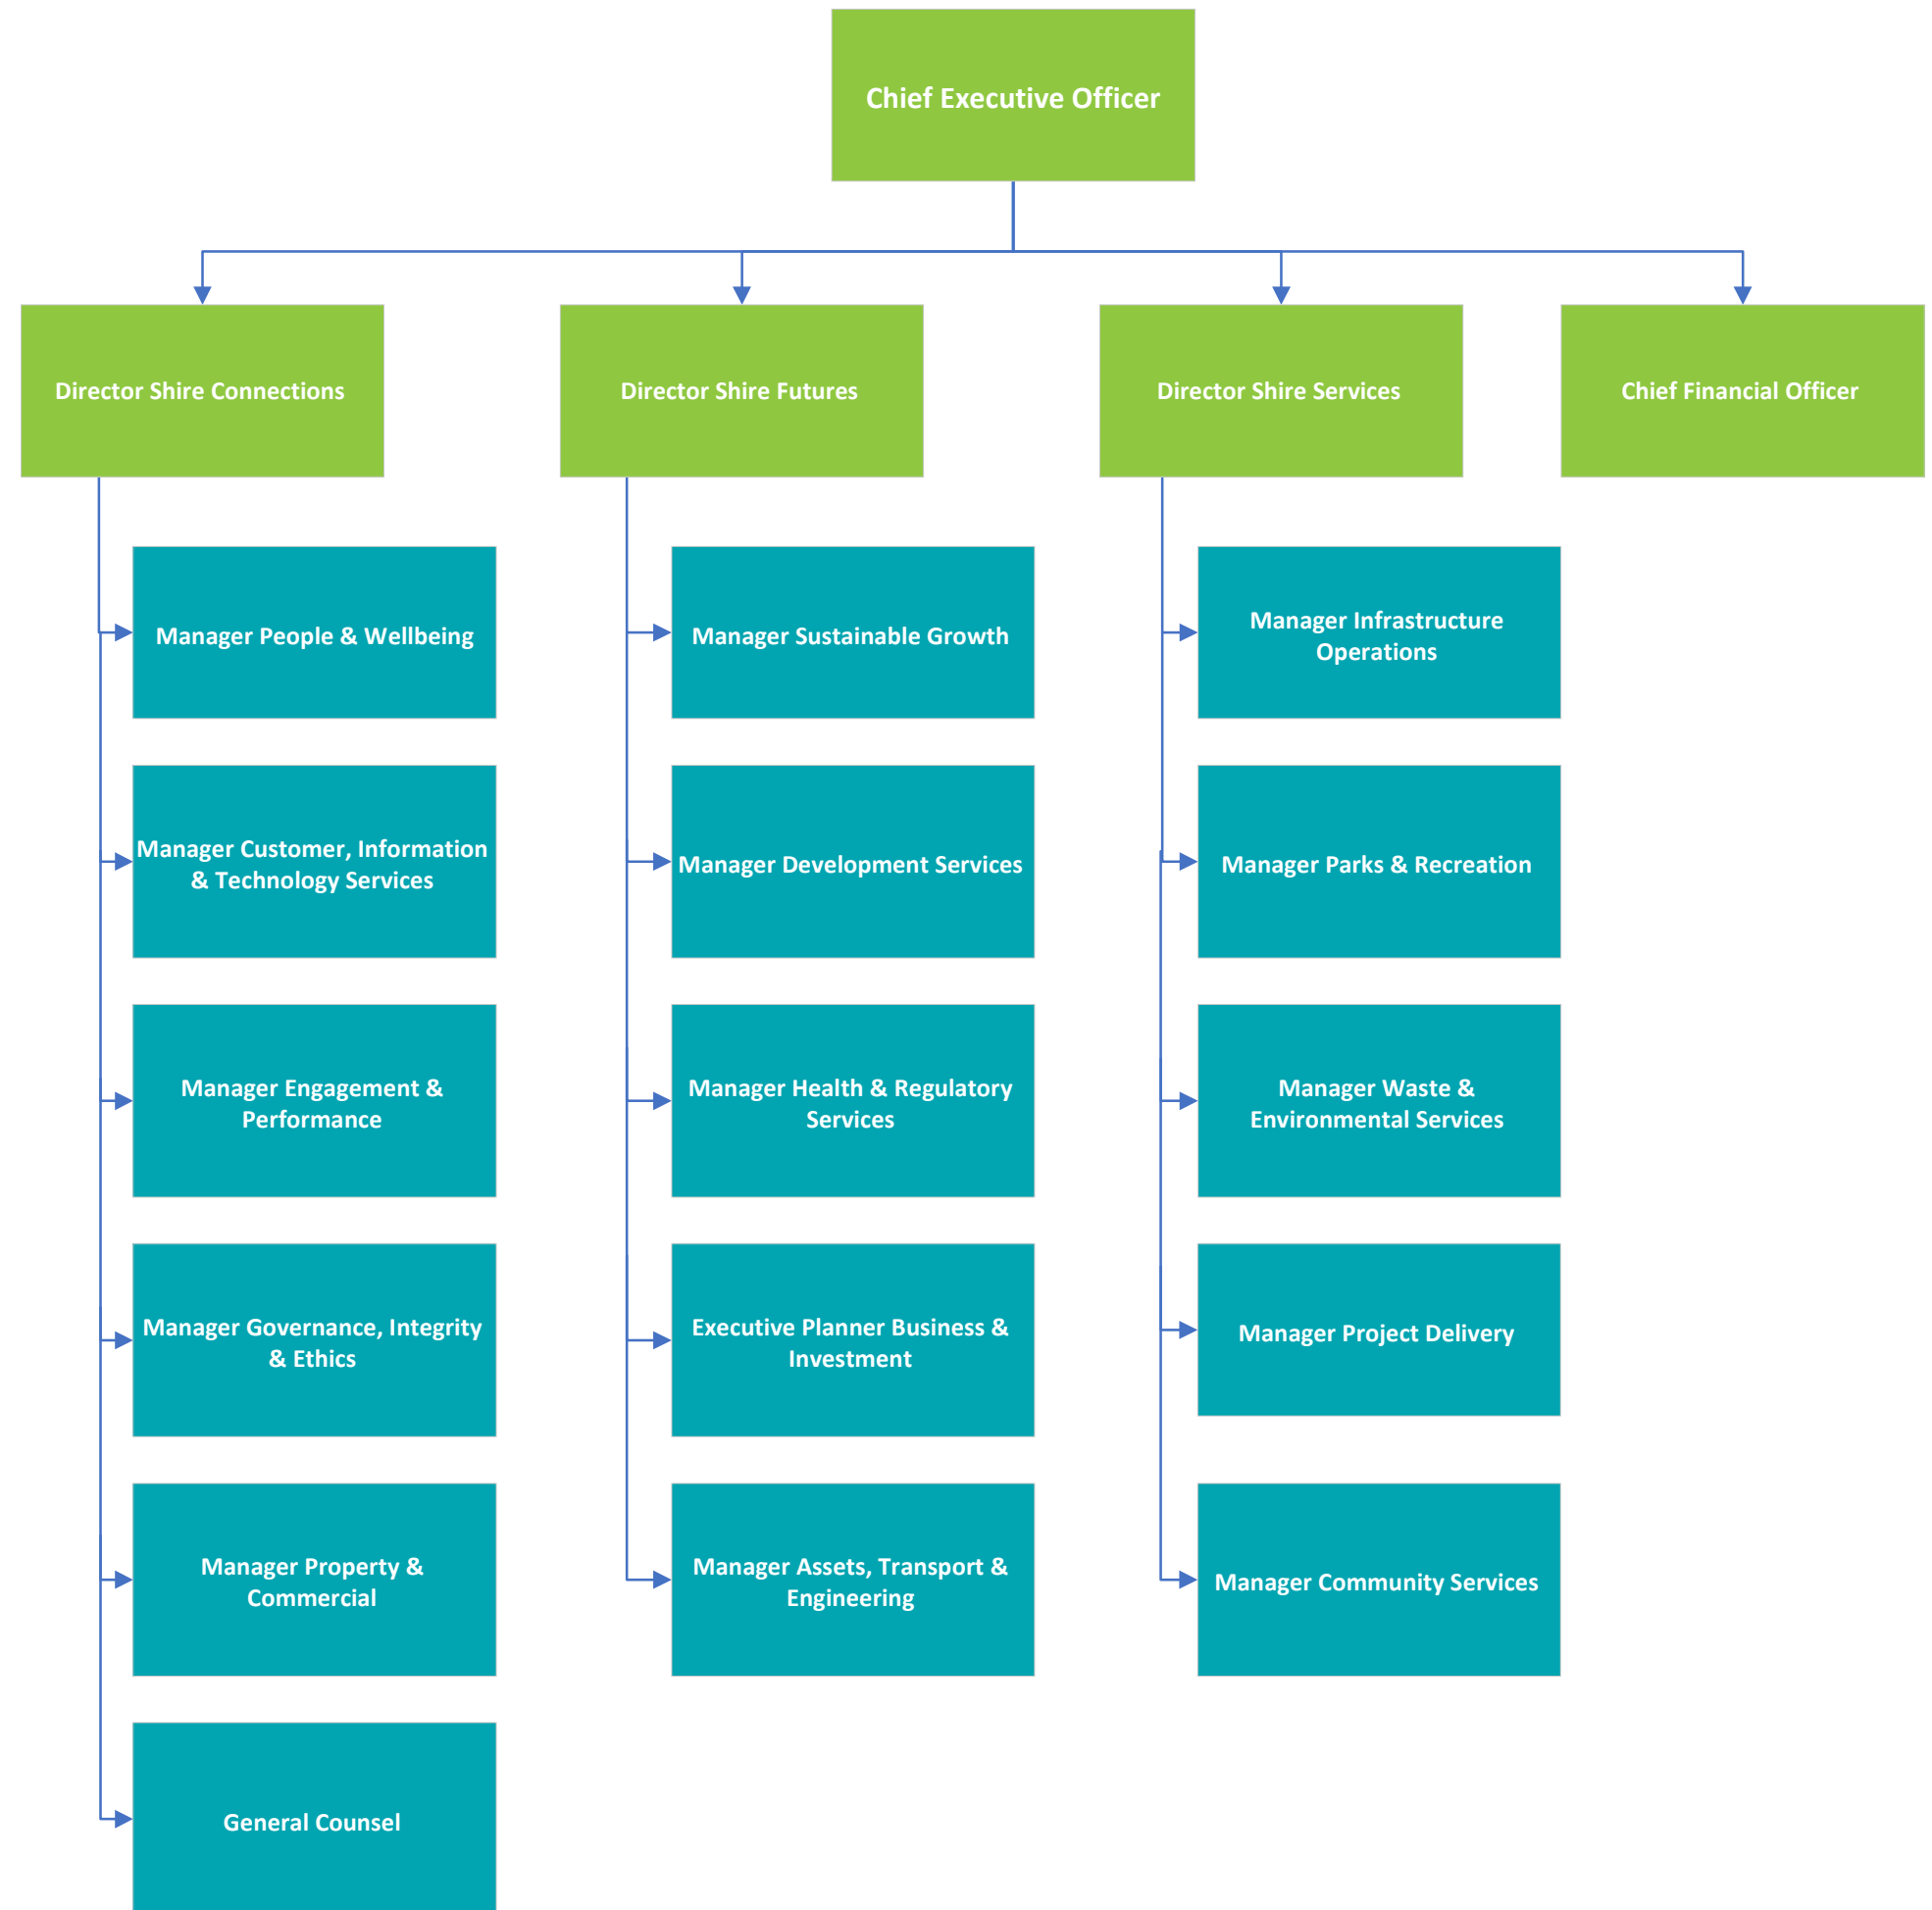 Chief Executive Officer
Director Shire Connections
Director Shire Futures
Director Shire Services
Chief Financial Officer
Manager People & Wellbeing
Manager Sustainable Growth
Manager Infrastructure
Operations
Manager Customer, Information
& Technology Services
Manager Development Services
Manager Parks & Recreation
Manager Engagement &
Performance
Manager Health & Regulatory
Services
Manager Waste &
Environmental Services
Manager Governance, Integrity
& Ethics
Executive Planner Business &
Investment
Manager Project Delivery
Manager Property &
Commercial
Manager Assets, Transport &
Engineering
Manager Community Services
General Counsel